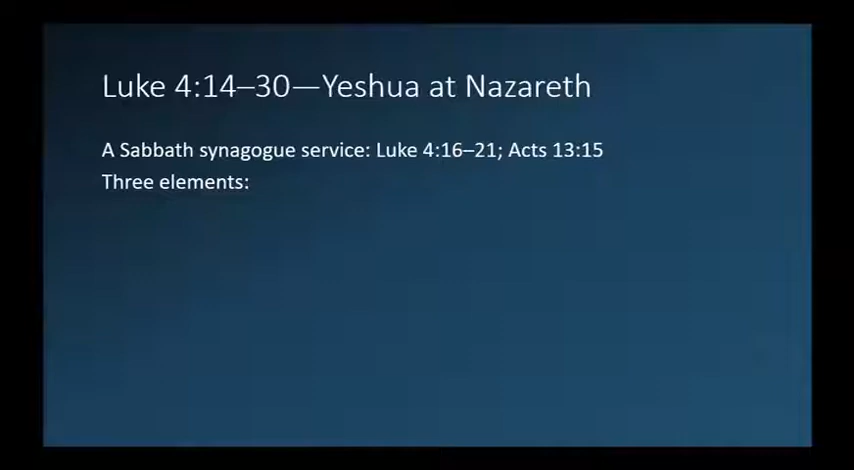 Luke 4:14–30—Yeshua at Nazareth
A Sabbath synagogue service: Luke 4:16–21; Acts 13:15
Three elements: